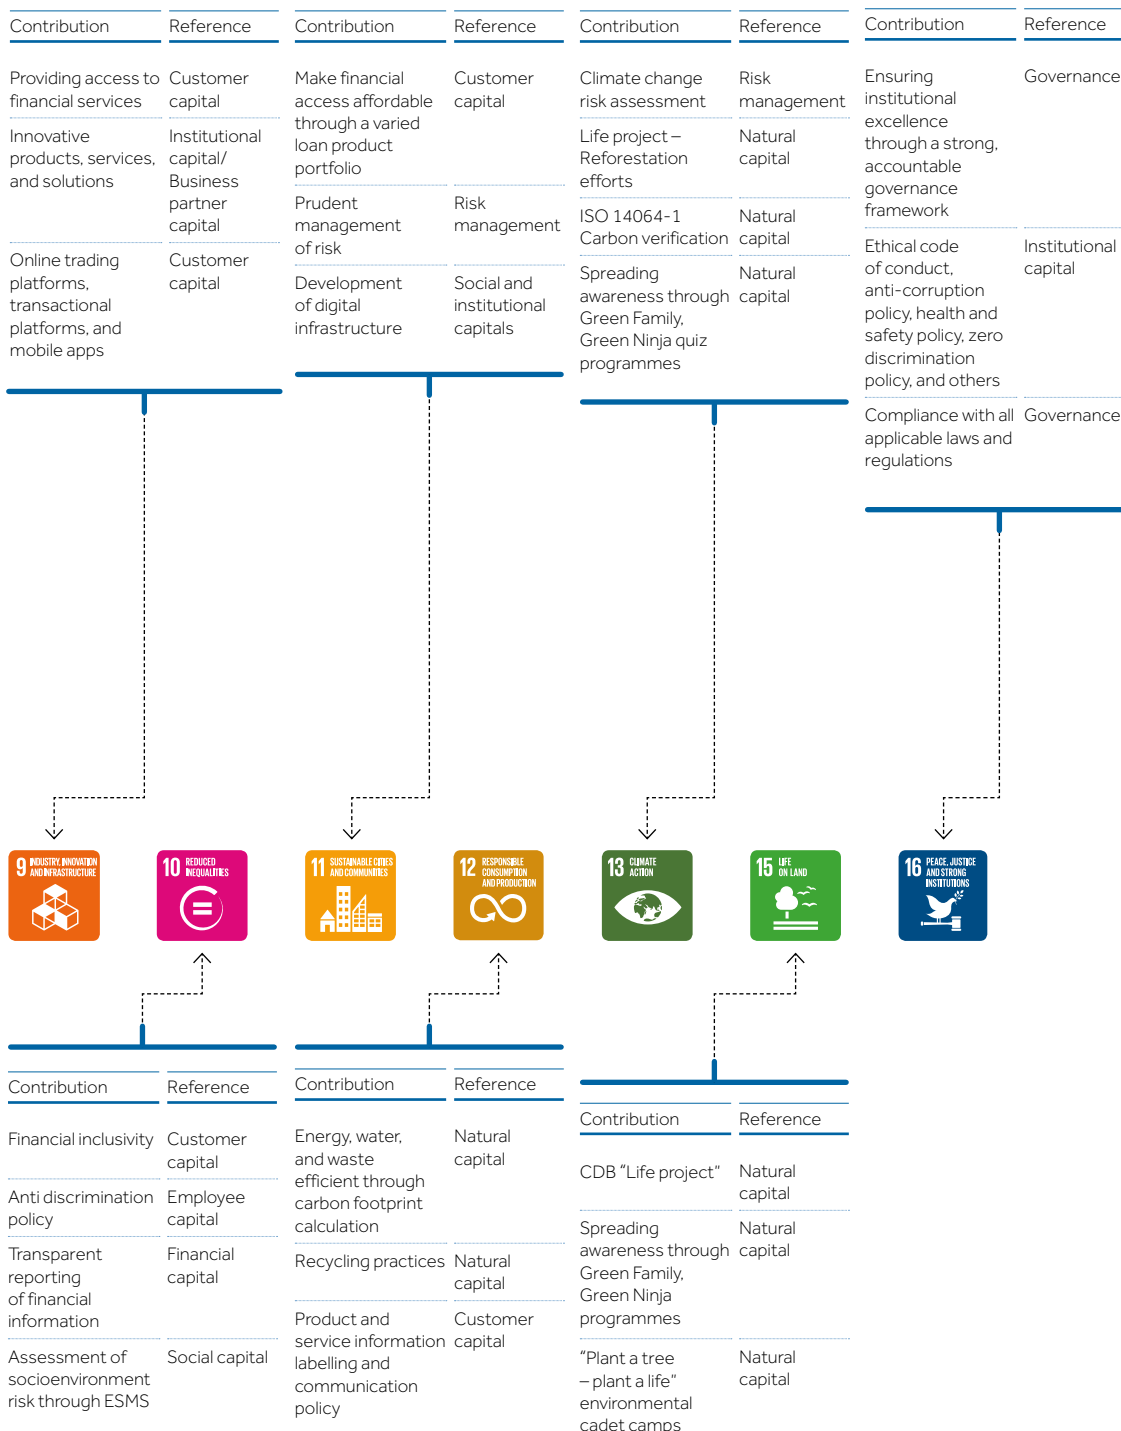 Contribution
Reference
Providing access to
financial services
Customer
capital
Innovative
products, services,
and solutions
Institutional
capital/
Business
partner
capital
Online trading
platforms,
transactional
platforms, and
mobile apps
Customer
capital
Contribution
Reference
Make financial
access affordable
through a varied
loan product
portfolio
Customer
capital
Prudent
management
of risk
Risk
management
Development
of digital
infrastructure
Social and
institutional
capitals
Contribution
Reference
Climate change
risk assessment
Risk
management
Life project –
Reforestation
efforts
Natural
capital
ISO 14064-1
Carbon verification
Natural
capital
Spreading
awareness through
Green Family,
Green Ninja quiz
programmes
Natural
capital
Contribution
Reference
Ensuring
institutional
excellence
through a strong,
accountable
governance
framework
Governance
Ethical code
of conduct,
anti-corruption
policy, health and
safety policy, zero
discrimination
policy, and others
Institutional
capital
Compliance with all
applicable laws and
regulations
Governance
9 INDUSTRY, INNOVATION
AND INFRASTRUCTURE
10 REDUCED
INEQUALITIES
11 SUSTAINABLE CITIES
AND COMMUNITIES
12 RESPONSIBLE
CONSUMPTION
AND PRODUCTION
13 CLIMATE
ACTION
15 LIFE
ON LAND
16 PEACE, JUSTICE
AND STRONG
INSTITUTIONS
Contribution
Reference
Financial inclusivity
Customer
capital
Anti discrimination
policy
Employee
capital
Transparent
reporting
of financial
information
Financial
capital
Assessment of
socioenvironment
risk through ESMS
Social capital
Contribution
Reference
Energy, water,
and waste
efficient through
carbon footprint
calculation
Natural
capital
Recycling practices
Natural
capital
Product and
service information
labelling and
communication
policy
Customer
capital
Contribution
Reference
CDB “Life project”
Natural
capital
Spreading
awareness through
Green Family,
Green Ninja
programmes
Natural
capital
“Plant a tree
– plant a life”
environmental
cadet camps
Natural
capital